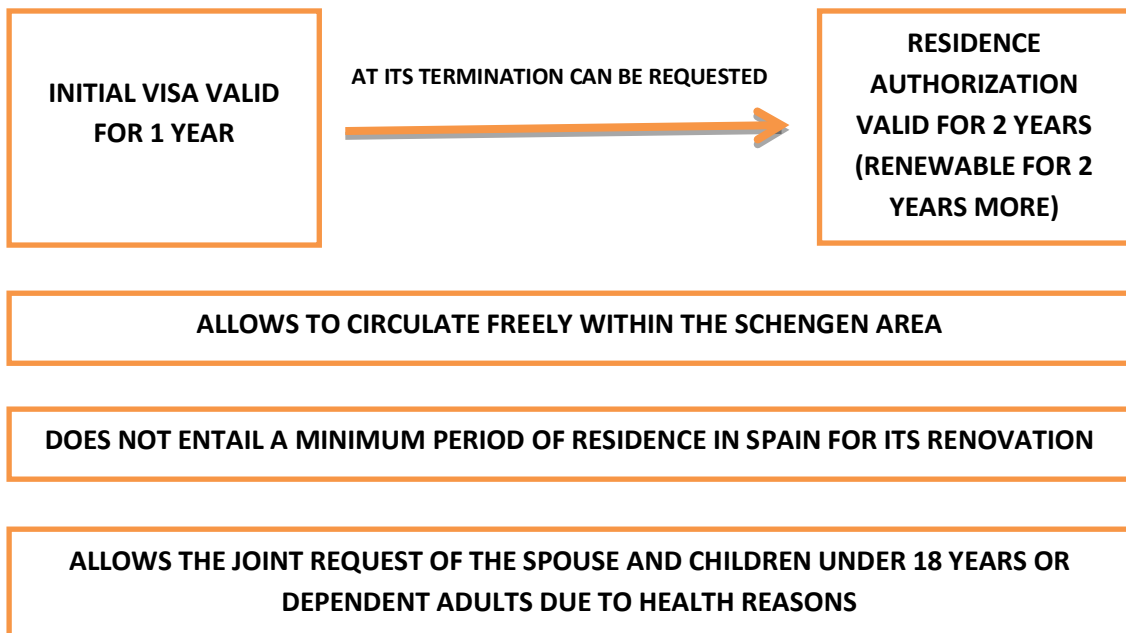 INITIAL VISA VALID
FOR 1 YEAR
AT ITS TERMINATION CAN BE REQUESTED
RESIDENCE
AUTHORIZATION
VALID FOR 2 YEARS
(RENEWABLE FOR 2
YEARS MORE)
ALLOWS TO CIRCULATE FREELY WITHIN THE SCHENGEN AREA
DOES NOT ENTAIL A MINIMUM PERIOD OF RESIDENCE IN SPAIN FOR ITS RENOVATION
ALLOWS THE JOINT REQUEST OF THE SPOUSE AND CHILDREN UNDER 18 YEARS OR
DEPENDENT ADULTS DUE TO HEALTH REASONS